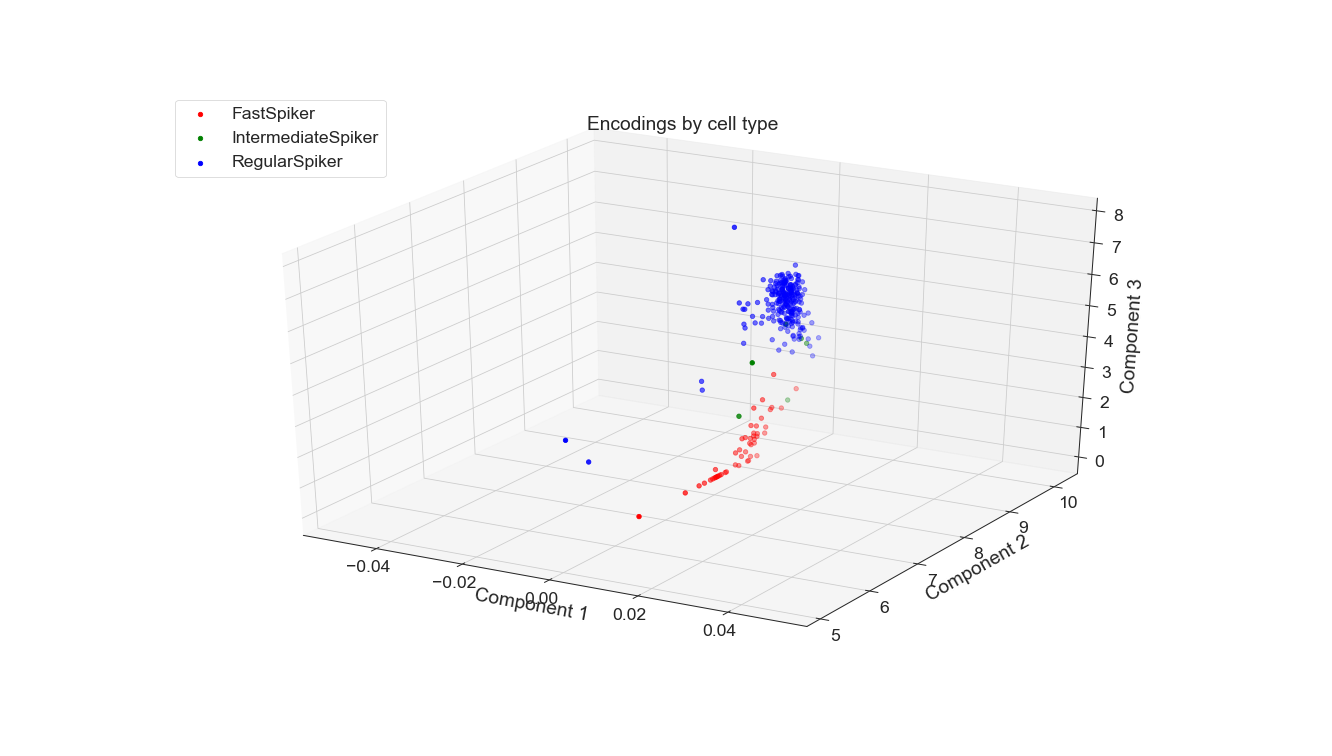 Encodings by cell type
FastSpiker
IntermediateSpiker
RegularSpiker
8
7
6
5
4
3
2
1
0
Component 3
10
9
8
7
6
5
Component 2
−0.04
−0.02
0.00
0.02
0.04
Component 1